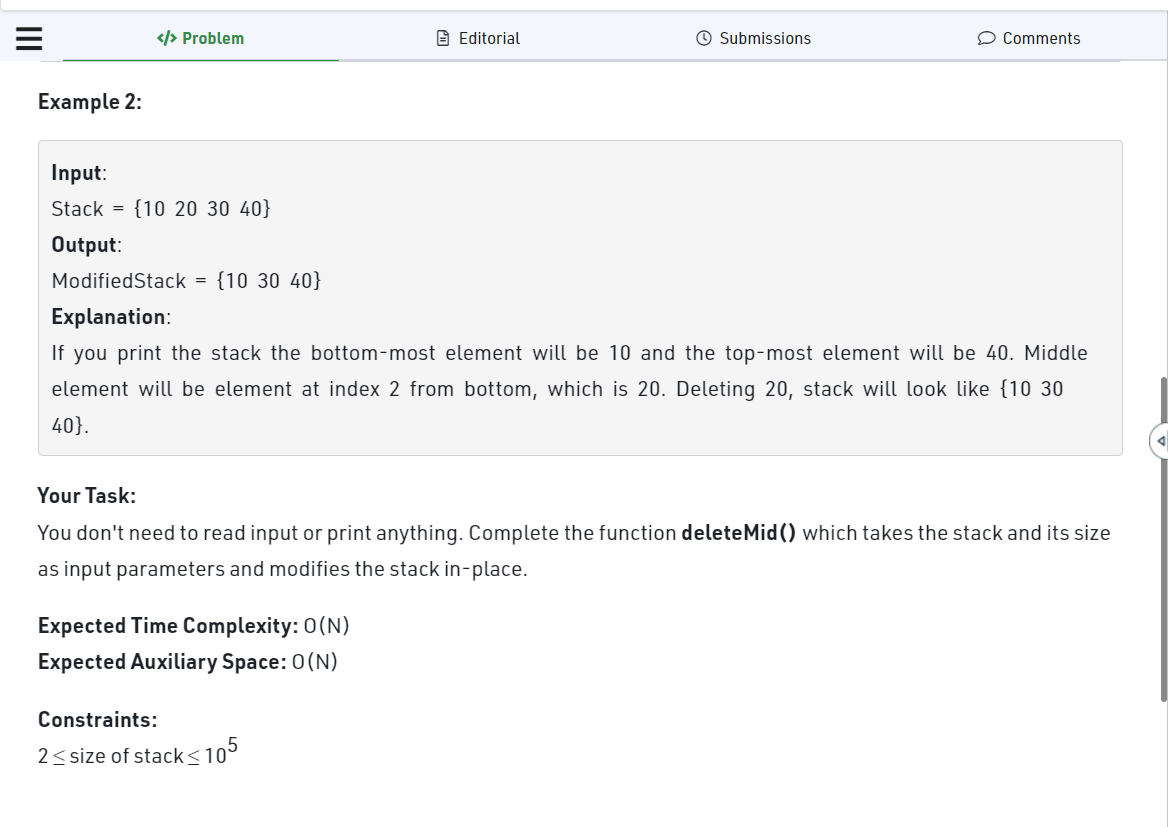 Problem
Editorial
Submissions
Comments
Example 2:
Input:
Stack = {10 20 30 40}
Output:
ModifiedStack = {10 30 40}
Explanation:
If you print the stack the bottom-most element will be 10 and the top-most element will be 40. Middle
element will be element at index 2 from bottom, which is 20. Deleting 20, stack will look like {10 30
40}.
Your Task:
You don't need to read input or print anything. Complete the function deleteMid() which takes the stack and its size
as input parameters and modifies the stack in-place.
Expected Time Complexity: O(N)
Expected Auxiliary Space: O(N)
Constraints:
2 ≤ size of stack ≤ 10⁵